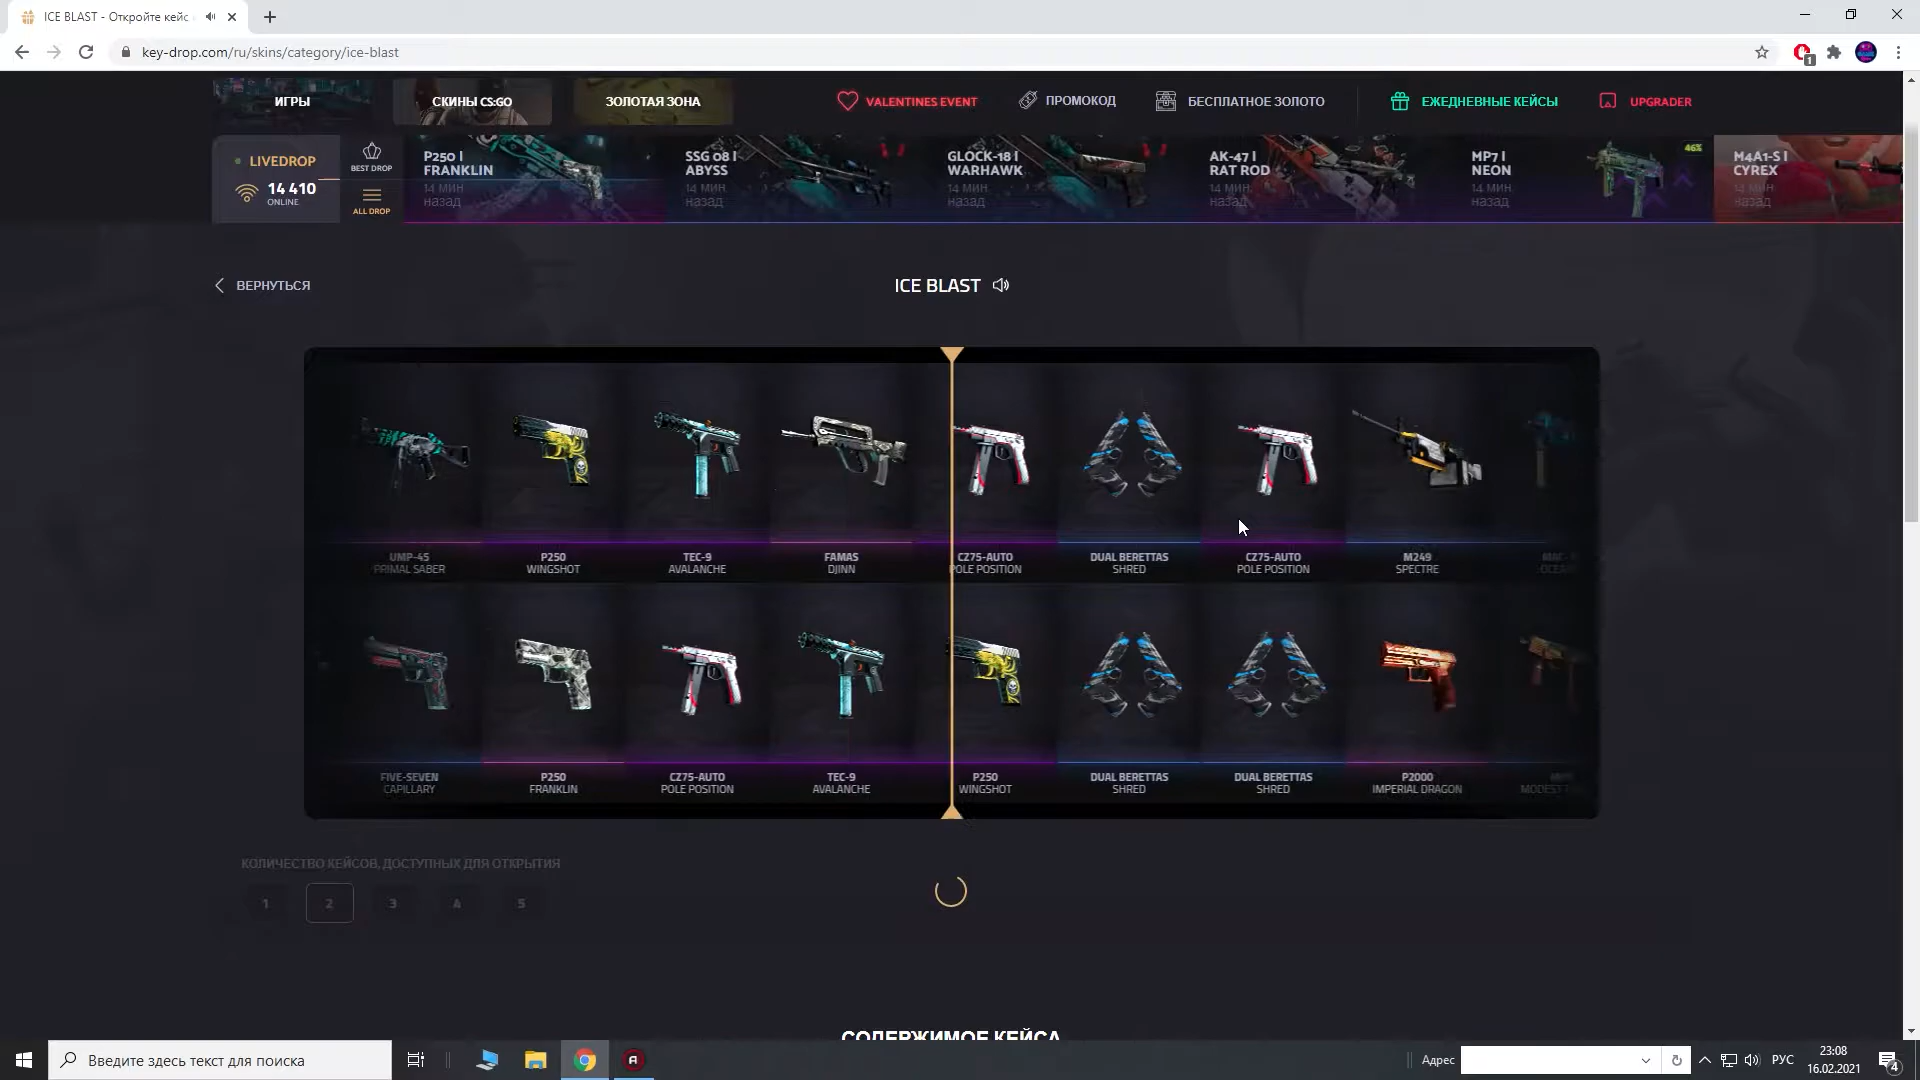 ICE BLAST - Откройте кейс
key-drop.com/ru/skins/category/ice-blast
1
ИГРЫ
СКИНЫ CS:GO
ЗОЛОТАЯ ЗОНА
VALENTINES EVENT
ПРОМОКОД
БЕСПЛАТНОЕ ЗОЛОТО
ЕЖЕДНЕВНЫЕ КЕЙСЫ
UPGRADER
LIVEDROP
14 410
ONLINE
BEST DROP
ALL DROP
P250 |
FRANKLIN
14 МИН
назад
SSG 08 |
ABYSS
14 МИН
назад
GLOCK-18 |
WARHAWK
14 МИН
назад
AK-47 |
RAT ROD
14 МИН
назад
MP7 |
NEON
14 МИН
назад
46%
M4A1-S |
CYREX
14 МИН
назад
ВЕРНУТЬСЯ
ICE BLAST
UMP-45
PRIMAL SABER
P250
WINGSHOT
TEC-9
AVALANCHE
FAMAS
DJINN
CZ75-AUTO
POLE POSITION
DUAL BERETTAS
SHRED
CZ75-AUTO
POLE POSITION
M249
SPECTRE
FIVE-SEVEN
CAPILLARY
P250
FRANKLIN
CZ75-AUTO
POLE POSITION
TEC-9
AVALANCHE
P250
WINGSHOT
DUAL BERETTAS
SHRED
DUAL BERETTAS
SHRED
P2000
IMPERIAL DRAGON
MODEST
КОЛИЧЕСТВО КЕЙСОВ, ДОСТУПНЫХ ДЛЯ ОТКРЫТИЯ
1 2 3 4 5
СОДЕРЖИМОЕ КЕЙСА
Введите здесь текст для поиска
Адрес
РУС
23:08
16.02.2021
4